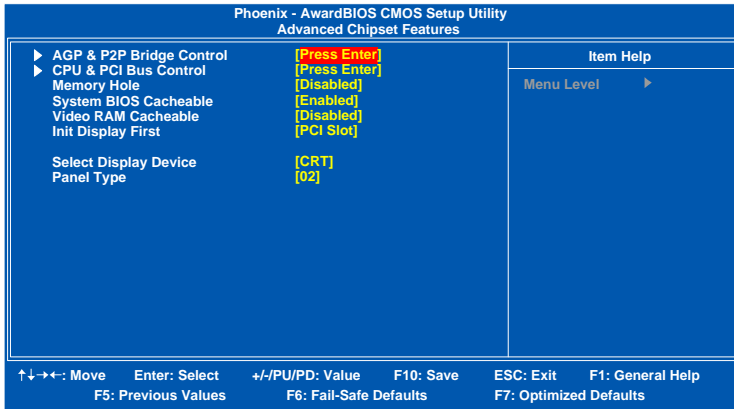 Phoenix - AwardBIOS CMOS Setup Utility
Advanced Chipset Features
AGP & P2P Bridge Control [Press Enter]
CPU & PCI Bus Control [Press Enter]
Memory Hole [Disabled]
System BIOS Cacheable [Enabled]
Video RAM Cacheable [Disabled]
Init Display First [PCI Slot]
Select Display Device [CRT]
Panel Type [02]
Item Help
Menu Level
↑↓→←: Move Enter: Select +/-/PU/PD: Value F10: Save ESC: Exit F1: General Help
F5: Previous Values F6: Fail-Safe Defaults F7: Optimized Defaults